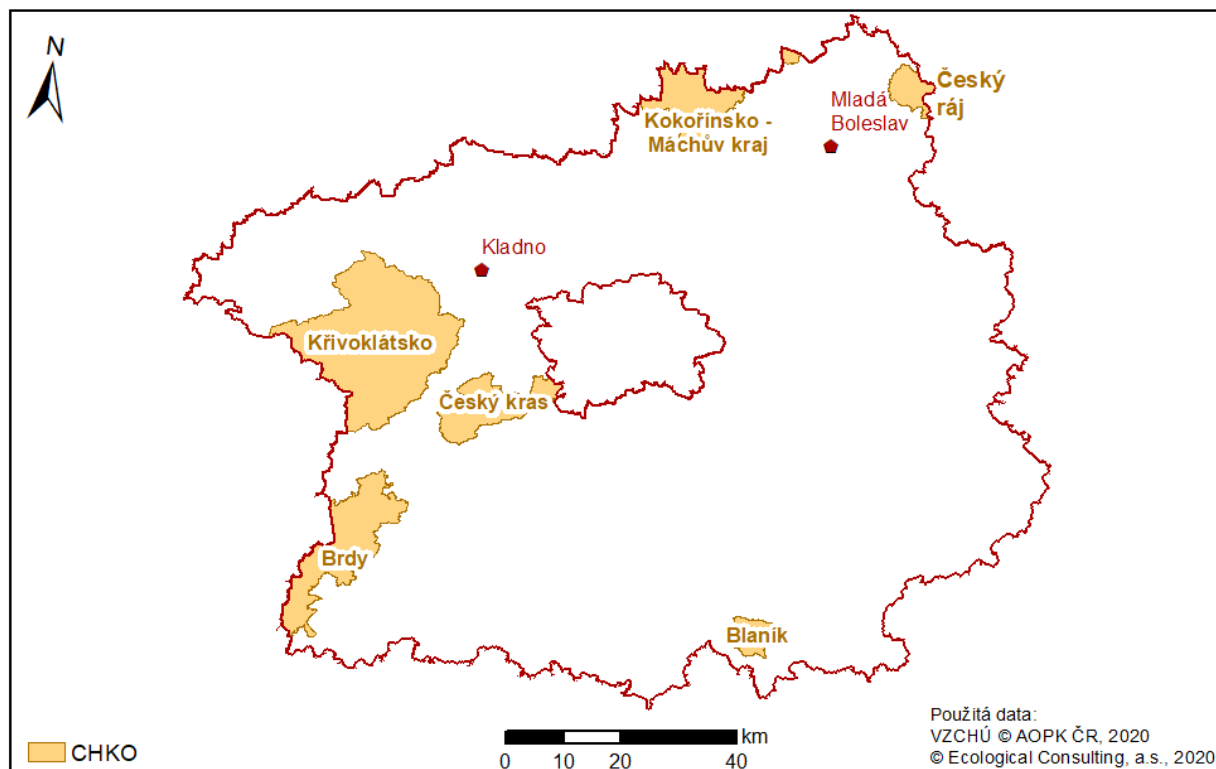 N
Český
ráj
Mladá
Boleslav
Kokořínsko -
Máchův kraj
Kladno
Křivoklátsko
Český kras
Brdy
Blaník
CHKO
km
0 10 20 40
Použitá data:
VZCHÚ © AOPK ČR, 2020
© Ecological Consulting, a.s., 2020